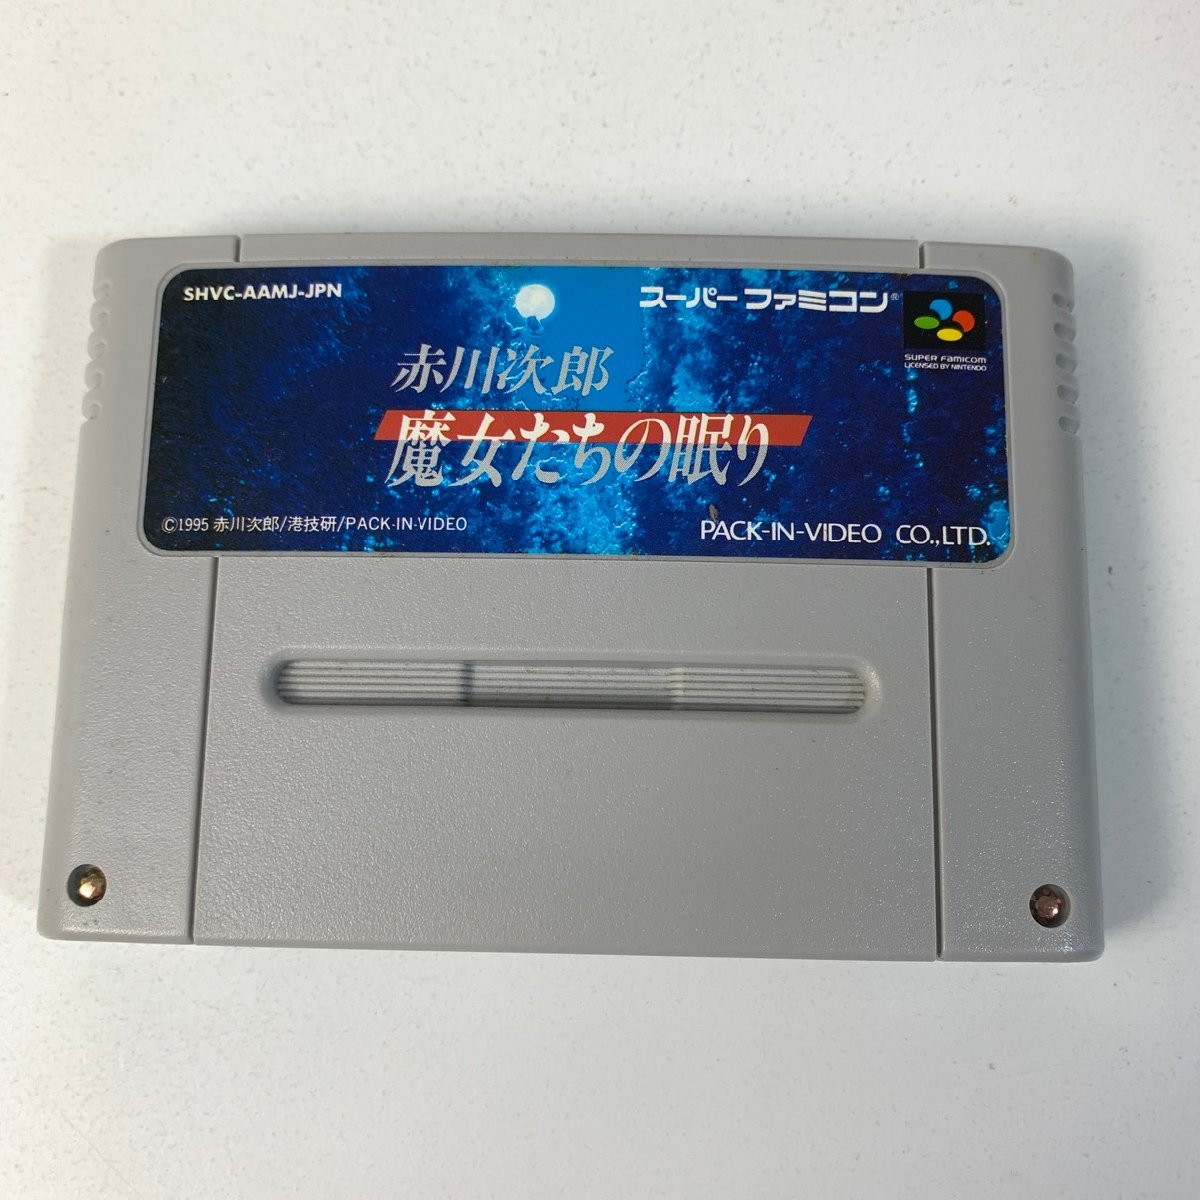 SHVC-AAMJ-JPN
スーパーファミコン®
SUPER FAMICOM
LICENSED BY NINTENDO
赤川次郎
魔女たちの眠り
©1995 赤川次郎/港技研/PACK-IN-VIDEO
PACK-IN-VIDEO CO.,LTD.